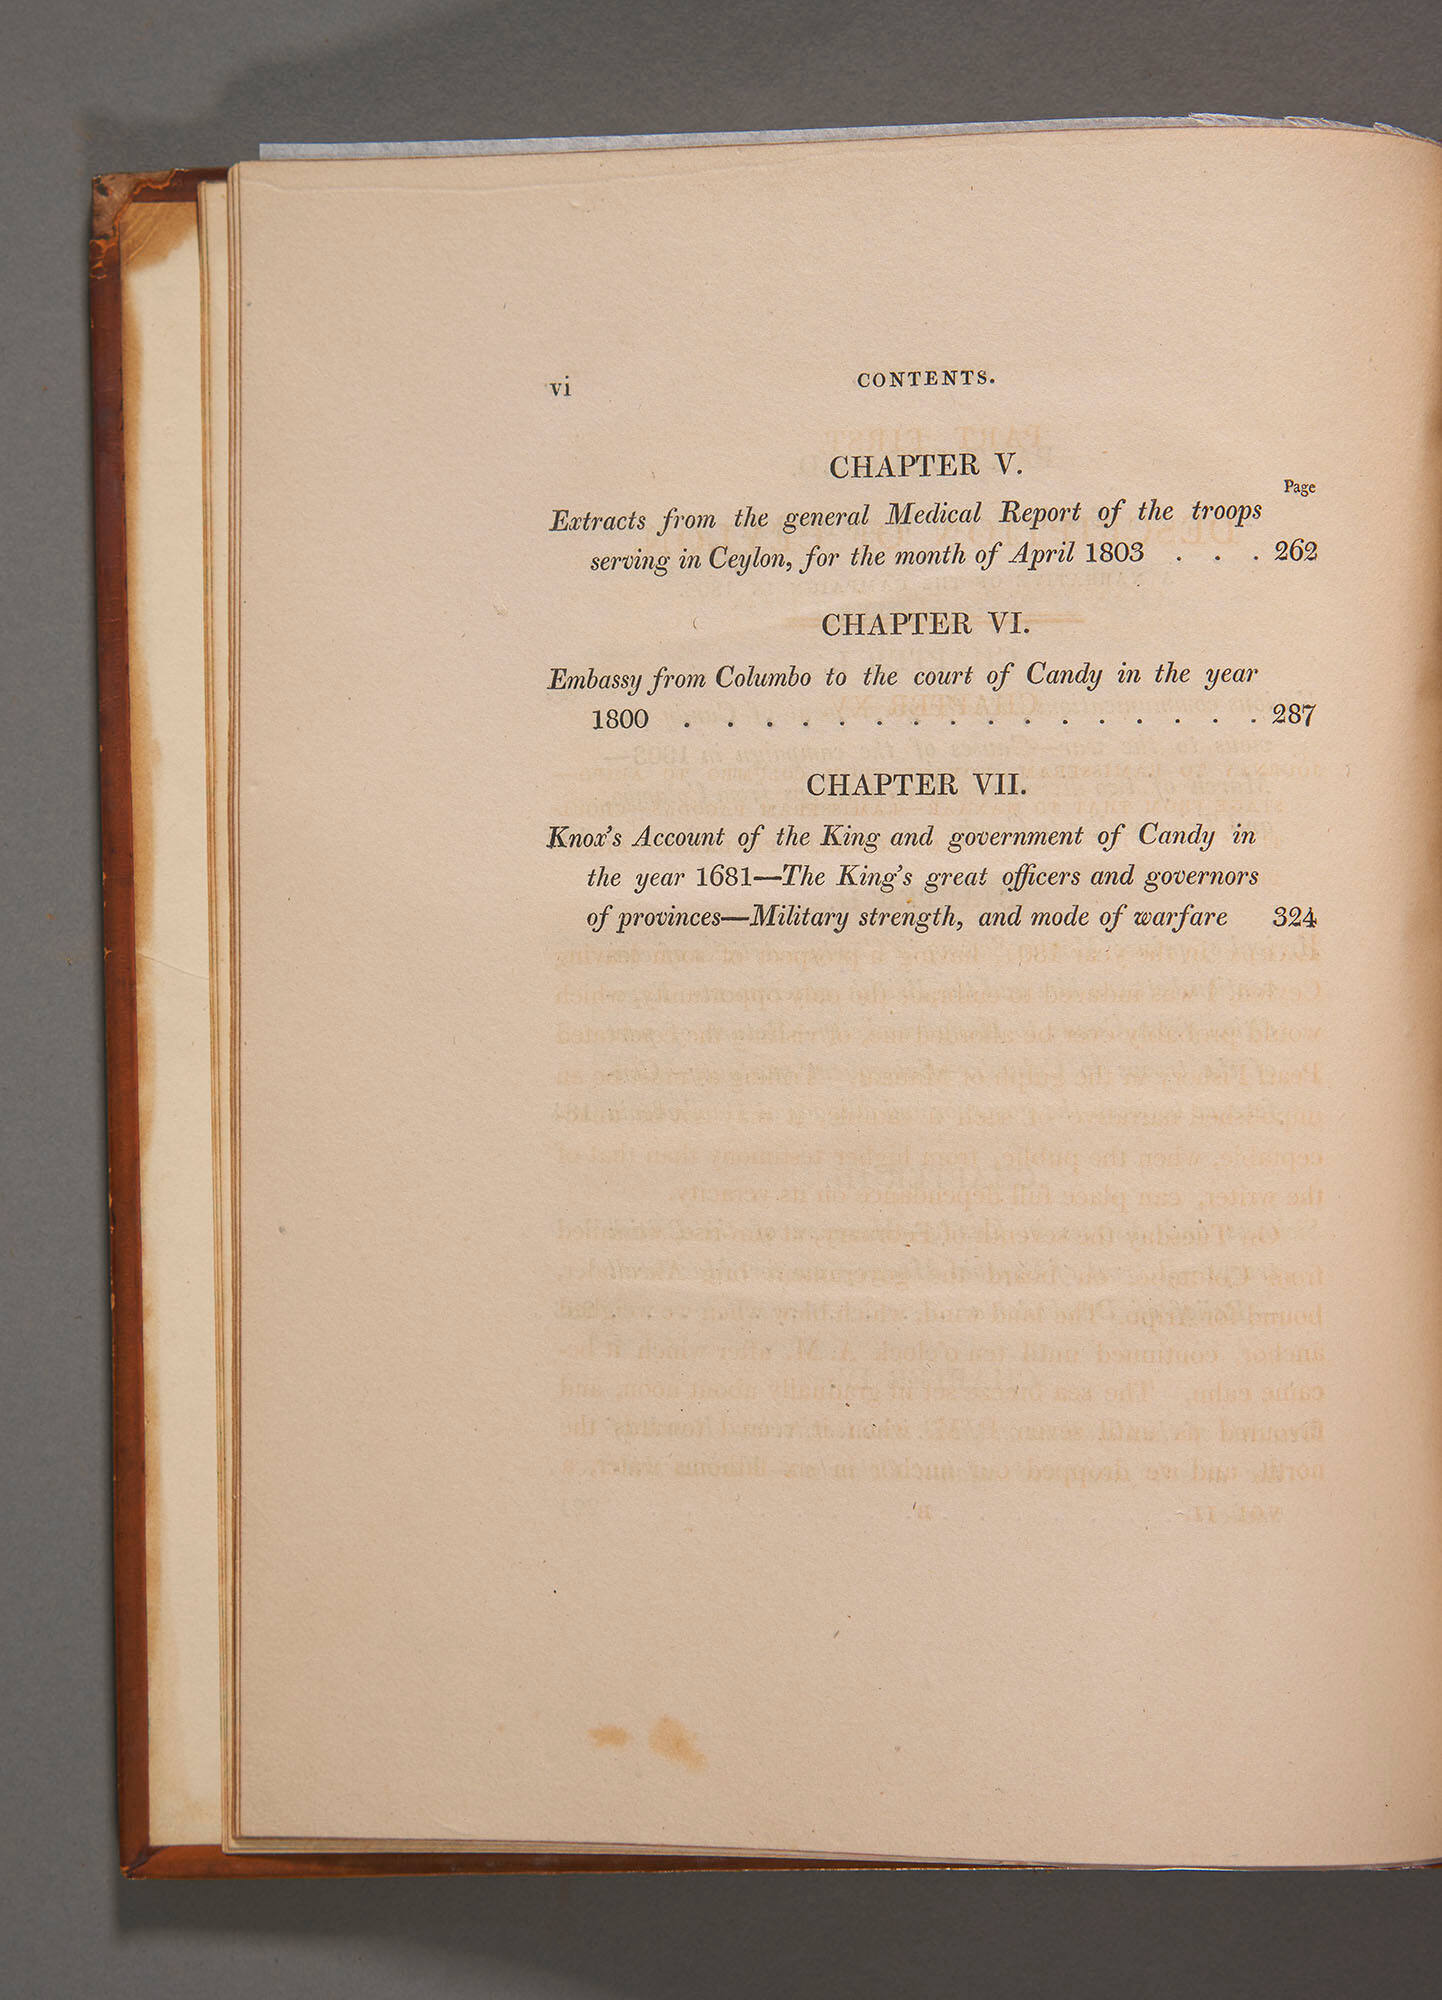 vi
CONTENTS.
CHAPTER V.
Page
Extracts from the general Medical Report of the troops
serving in Ceylon, for the month of April 1803 . . . 262
CHAPTER VI.
Embassy from Columbo to the court of Candy in the year
1800 . . . . . . . . . . . . . . . . 287
CHAPTER VII.
Knox's Account of the King and government of Candy in
the year 1681—The King's great officers and governors
of provinces—Military strength, and mode of warfare 324